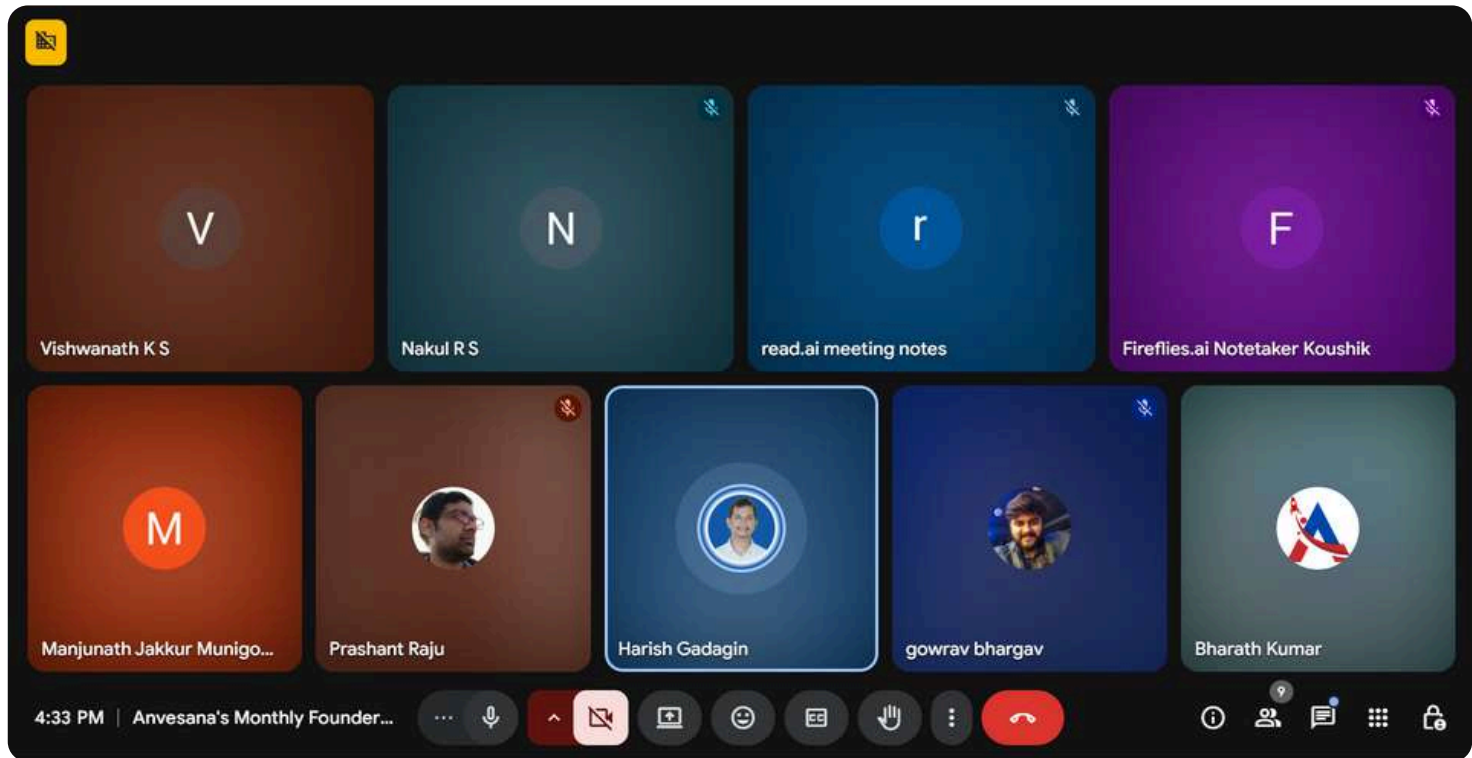 V
N
r
F
Vishwanath K S
Nakul R S
read.ai meeting notes
Fireflies.ai Notetaker Koushik
M
Manjunath Jakkur Munigo...
Prashant Raju
Harish Gadagin
gowrav bhargav
A
Bharath Kumar
9
4:33 PM | Anvesana's Monthly Founder...
CC